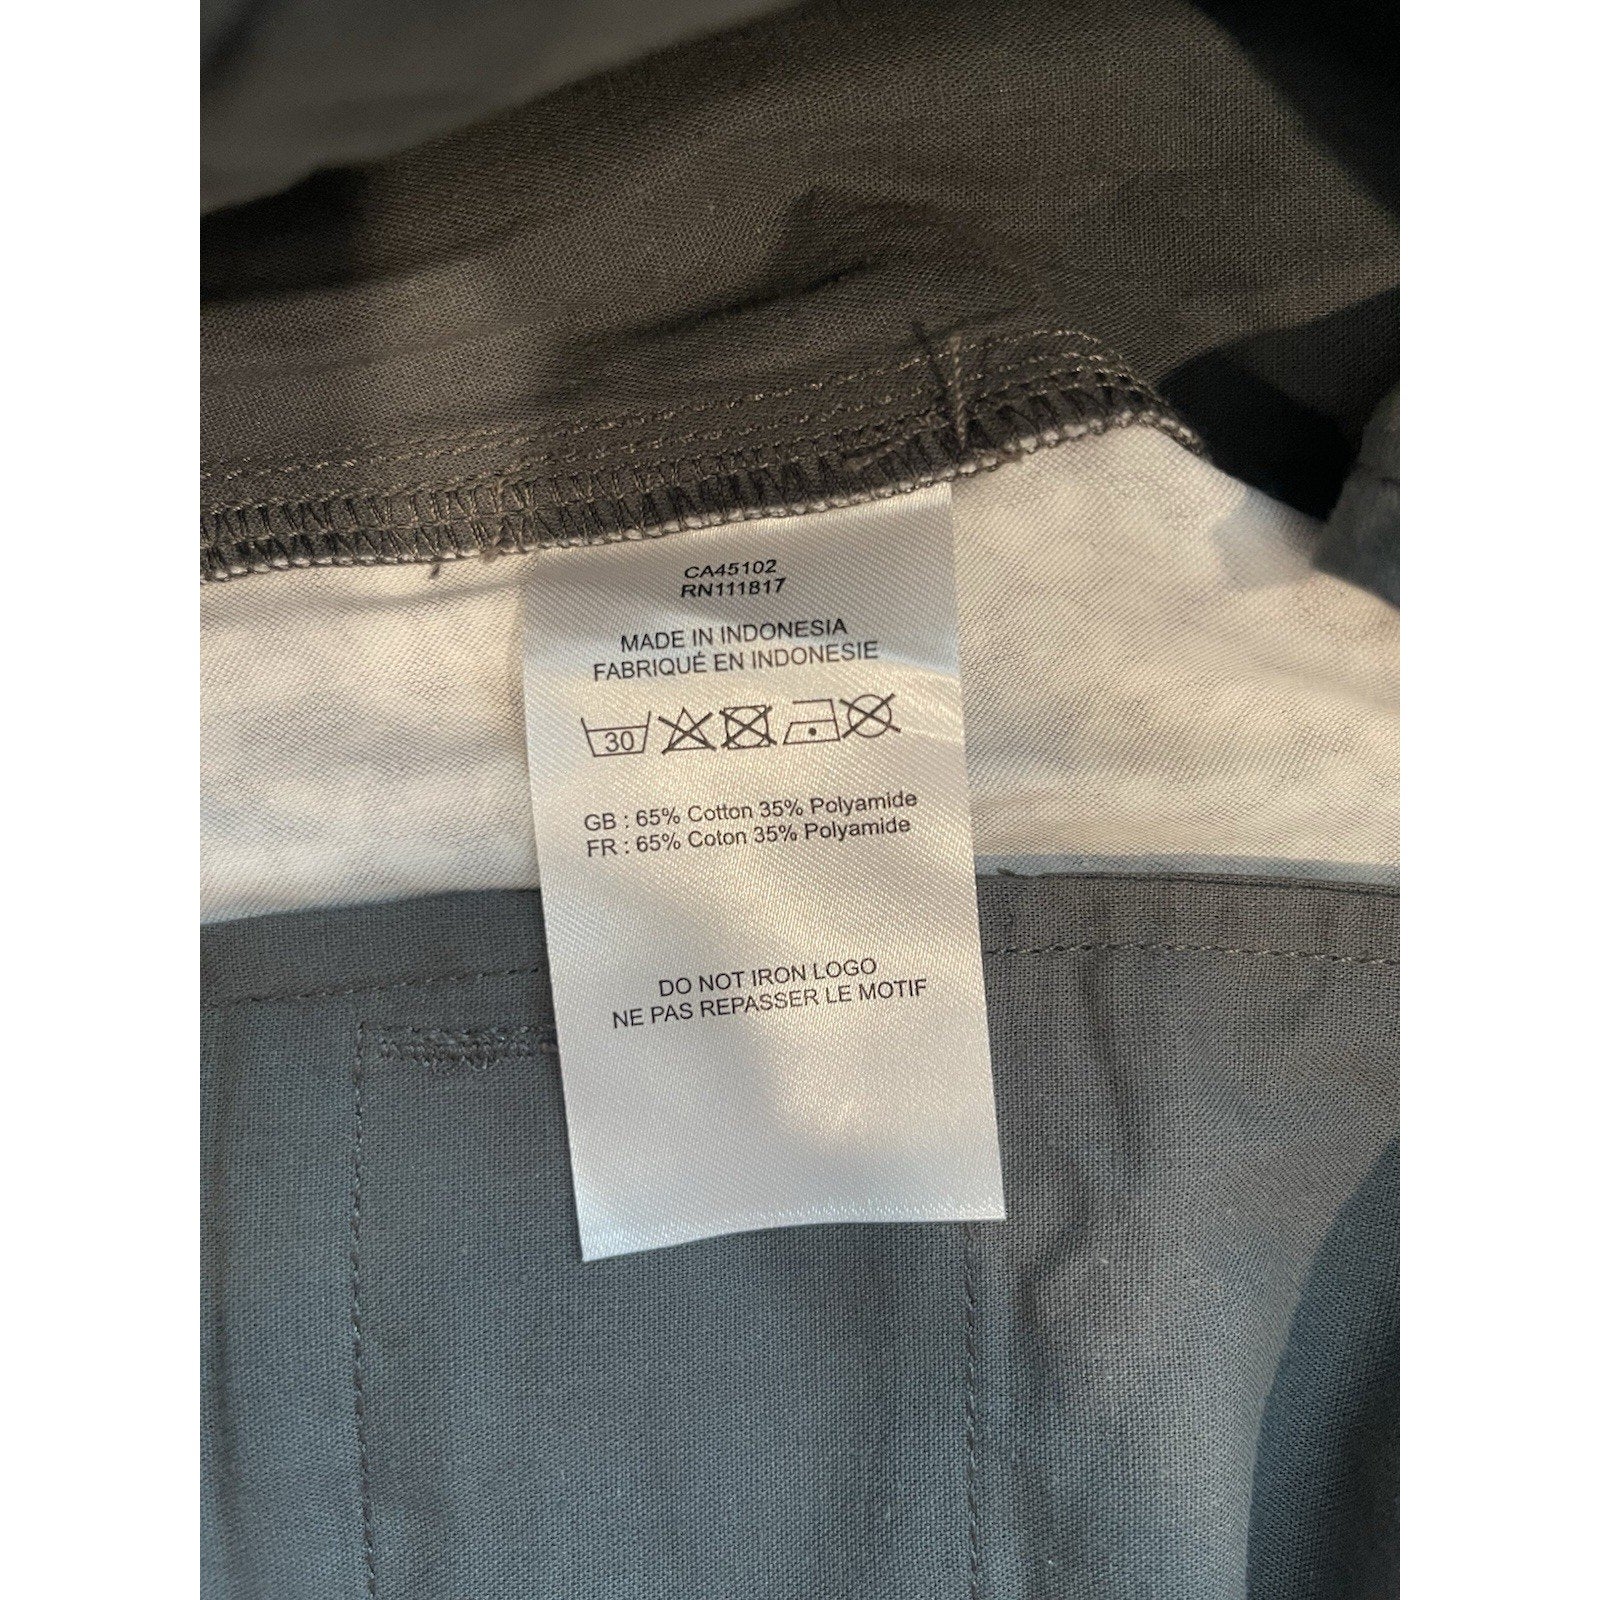 CA45102
RN111817
MADE IN INDONESIA
FABRIQUÉ EN INDONESIE
30
GB : 65% Cotton 35% Polyamide
FR : 65% Coton 35% Polyamide
DO NOT IRON LOGO
NE PAS REPASSER LE MOTIF